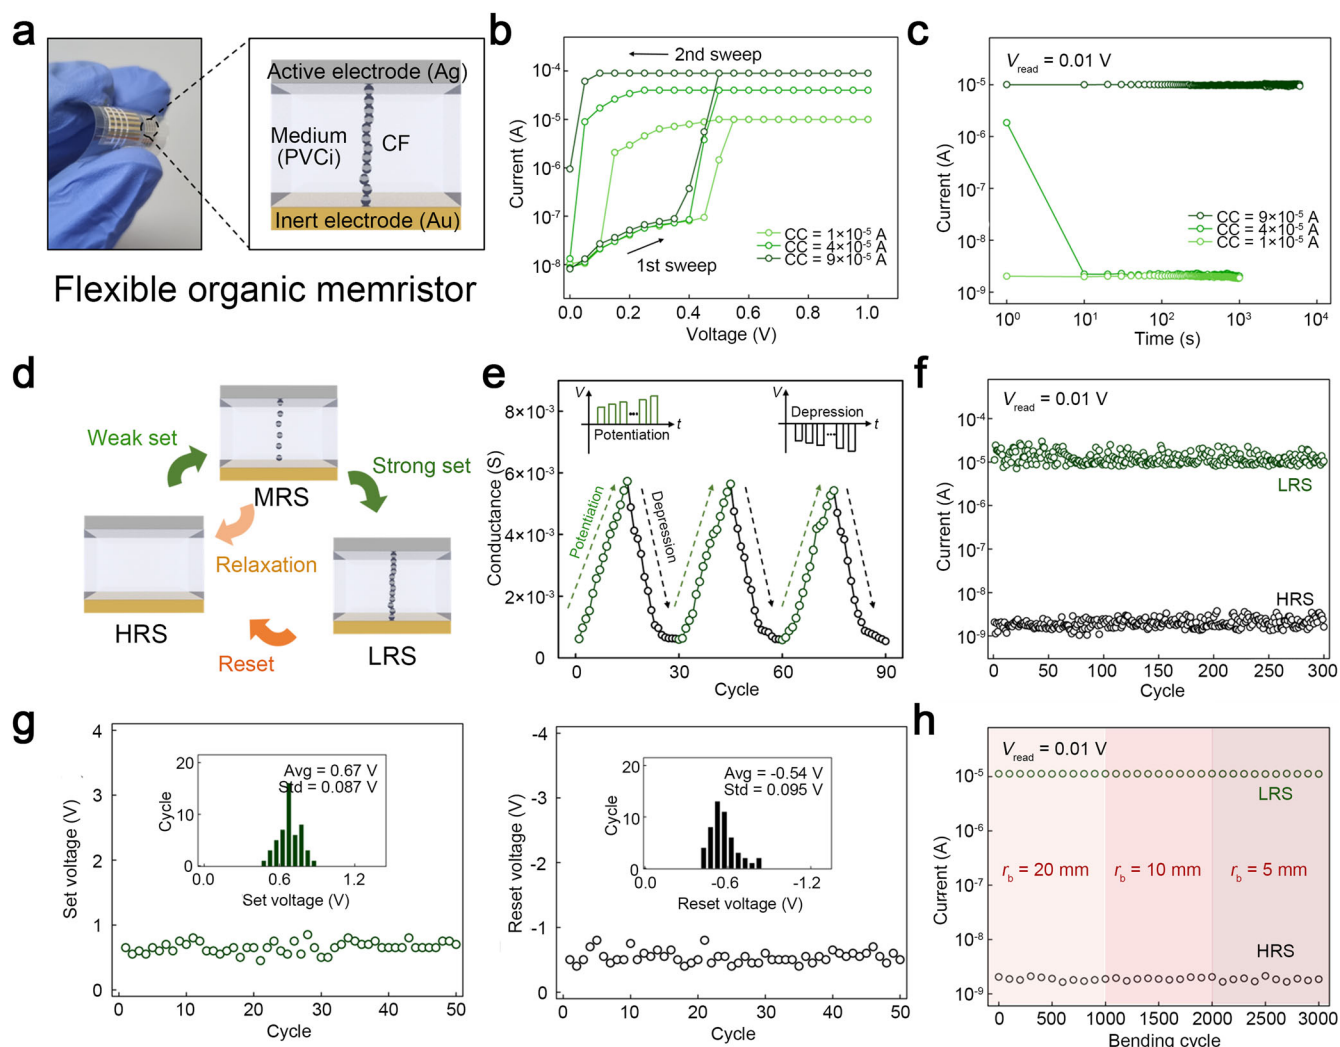 a
Active electrode (Ag)
Medium
(PVCi)
CF
Inert electrode (Au)
Flexible organic memristor
b
2nd sweep
1st sweep
CC = 1×10⁻⁵ A
CC = 4×10⁻⁵ A
CC = 9×10⁻⁵ A
Current (A)
10⁻⁴
10⁻⁵
10⁻⁶
10⁻⁷
10⁻⁸
0.0 0.2 0.4 0.6 0.8 1.0
Voltage (V)
c
Vread = 0.01 V
CC = 9×10⁻⁵ A
CC = 4×10⁻⁵ A
CC = 1×10⁻⁵ A
Current (A)
10⁻⁵
10⁻⁶
10⁻⁷
10⁻⁸
10⁻⁹
10⁰ 10¹ 10² 10³ 10⁴
Time (s)
d
Weak set
MRS
Strong set
Relaxation
HRS
LRS
Reset
e
V
t
Potentiation
V
t
Depression
Potentiation
Depression
Conductance (S)
8×10⁻³
6×10⁻³
4×10⁻³
2×10⁻³
0
0 30 60 90
Cycle
f
Vread = 0.01 V
LRS
HRS
Current (A)
10⁻⁴
10⁻⁵
10⁻⁶
10⁻⁷
10⁻⁸
10⁻⁹
0 50 100 150 200 250 300
Cycle
g
Set voltage (V)
4
3
2
1
0
0 10 20 30 40 50
Cycle
Avg = 0.67 V
Std = 0.087 V
Cycle
20
10
0
0.0 0.6 1.2
Set voltage (V)
Reset voltage (V)
-4
-3
-2
-1
0
0 10 20 30 40 50
Cycle
Avg = -0.54 V
Std = 0.095 V
Cycle
20
10
0
0.0 -0.6 -1.2
Reset voltage (V)
h
Vread = 0.01 V
LRS
rb = 20 mm
rb = 10 mm
rb = 5 mm
HRS
Current (A)
10⁻⁵
10⁻⁶
10⁻⁷
10⁻⁸
10⁻⁹
0 500 1000 1500 2000 2500 3000
Bending cycle